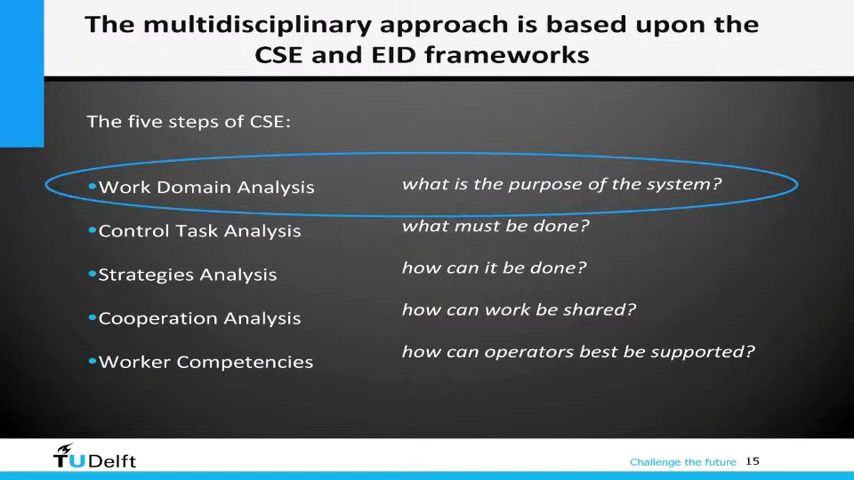 The multidisciplinary approach is based upon the
CSE and EID frameworks
The five steps of CSE:
•Work Domain Analysis what is the purpose of the system?
•Control Task Analysis what must be done?
•Strategies Analysis how can it be done?
•Cooperation Analysis how can work be shared?
•Worker Competencies how can operators best be supported?
TUDelft
Challenge the future 15